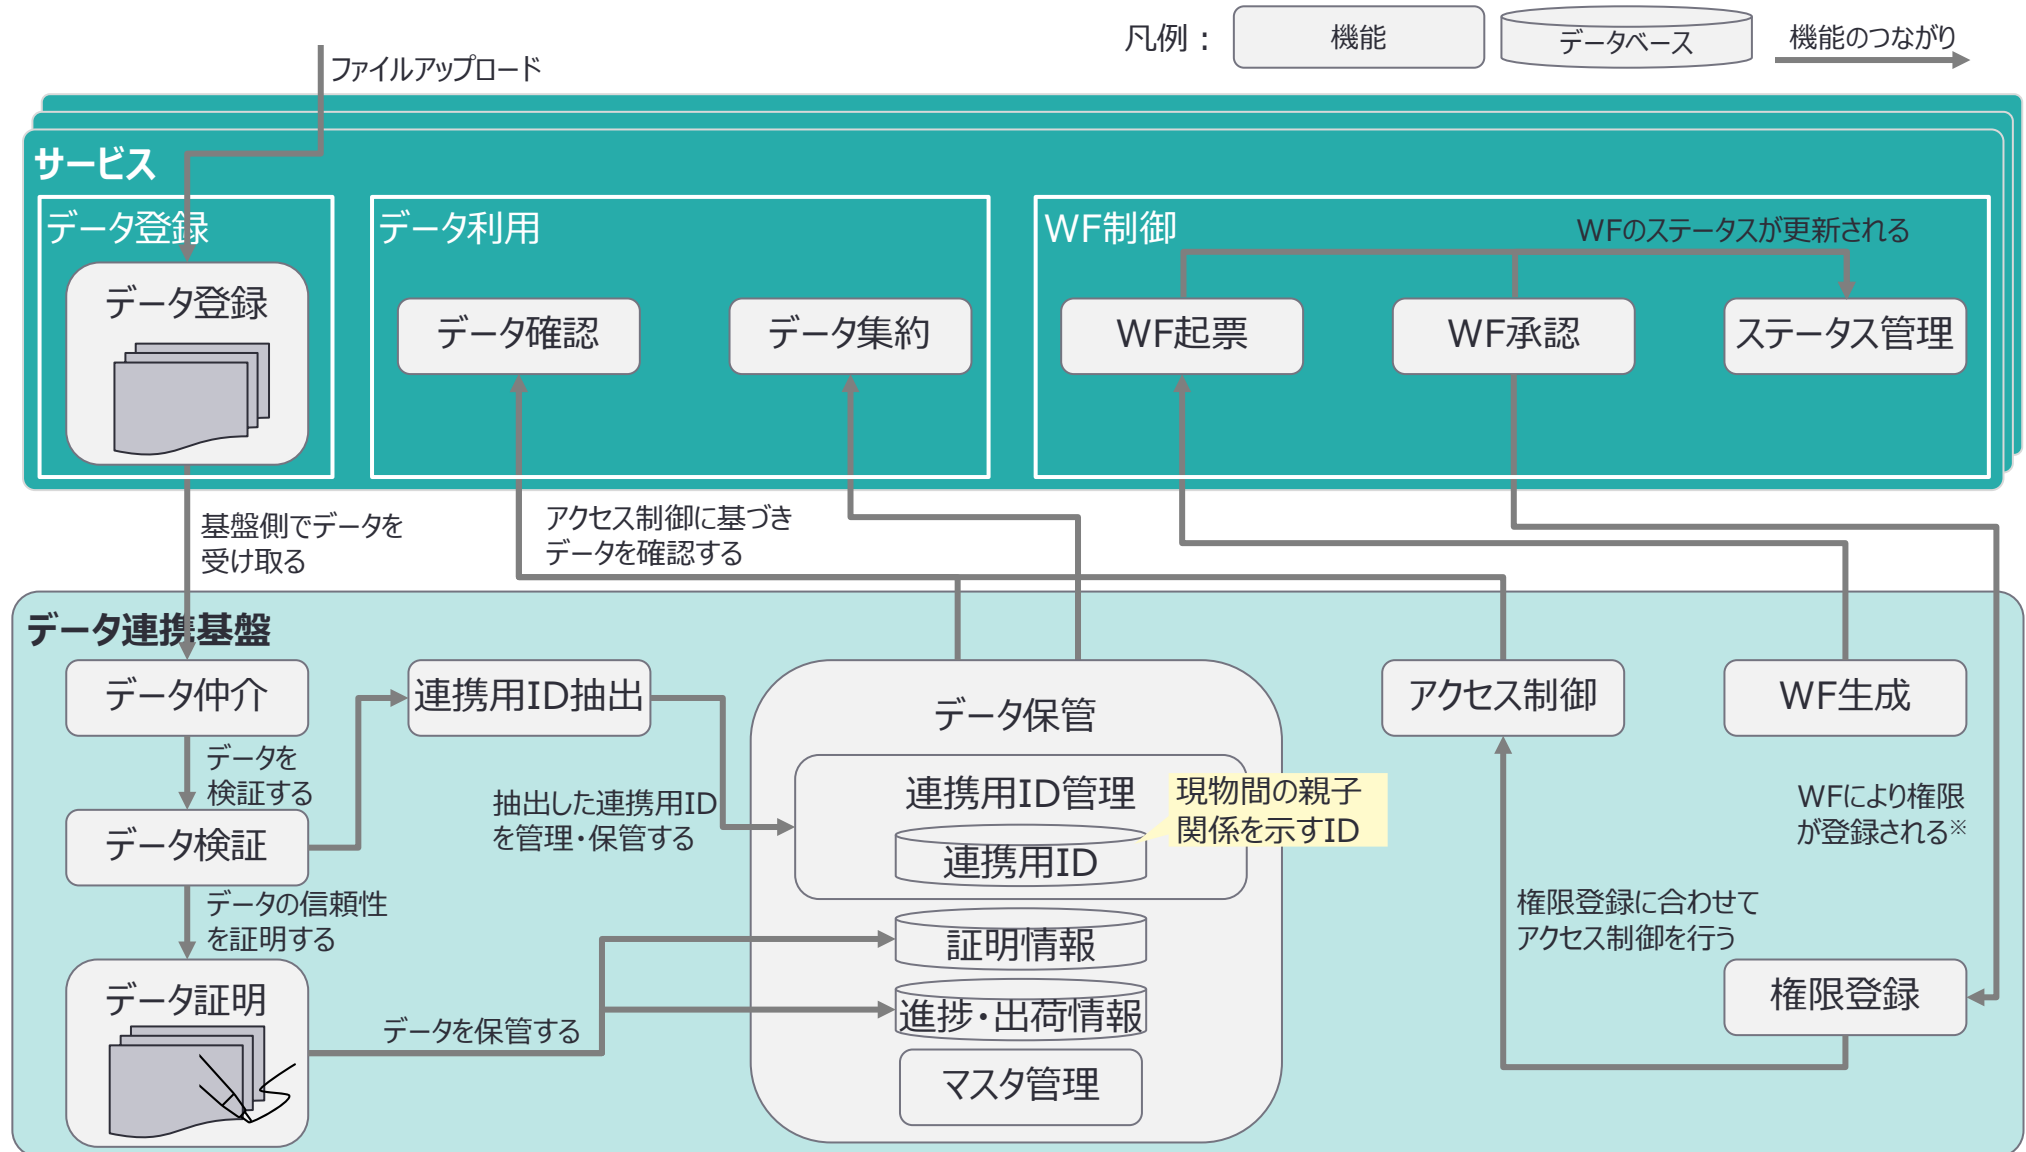 凡例：
機能
データベース
機能のつながり
ファイルアップロード
サービス
データ登録
データ利用
WF制御
WFのステータスが更新される
データ登録
データ確認
データ集約
WF起票
WF承認
ステータス管理
基盤側でデータを
受け取る
アクセス制御に基づき
データを確認する
データ連携基盤
データ仲介
連携用ID抽出
データ保管
アクセス制御
WF生成
データを
検証する
抽出した連携用ID
を管理・保管する
連携用ID管理
現物間の親子
関係を示すID
WFにより権限
が登録される※
データ検証
連携用ID
データの信頼性
を証明する
証明情報
権限登録に合わせて
アクセス制御を行う
データ証明
データを保管する
進捗・出荷情報
権限登録
マスタ管理